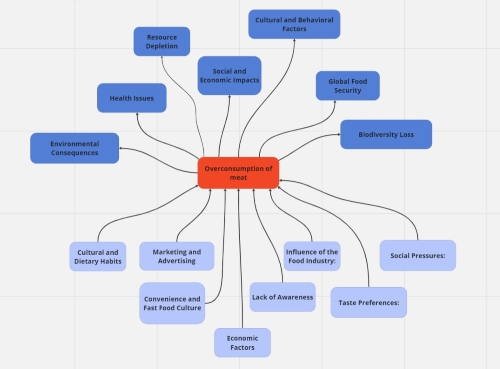 Cultural and Behavioral
Factors
Resource
Depletion
Social and
Economic Impacts
Global Food
Security
Health Issues
Biodiversity Loss
Environmental
Consequences
Overconsumption of
meat
Cultural and
Dietary Habits
Marketing and
Advertising
Influence of the
Food Industry:
Social Pressures:
Convenience and
Fast Food Culture
Lack of Awareness
Taste Preferences:
Economic
Factors